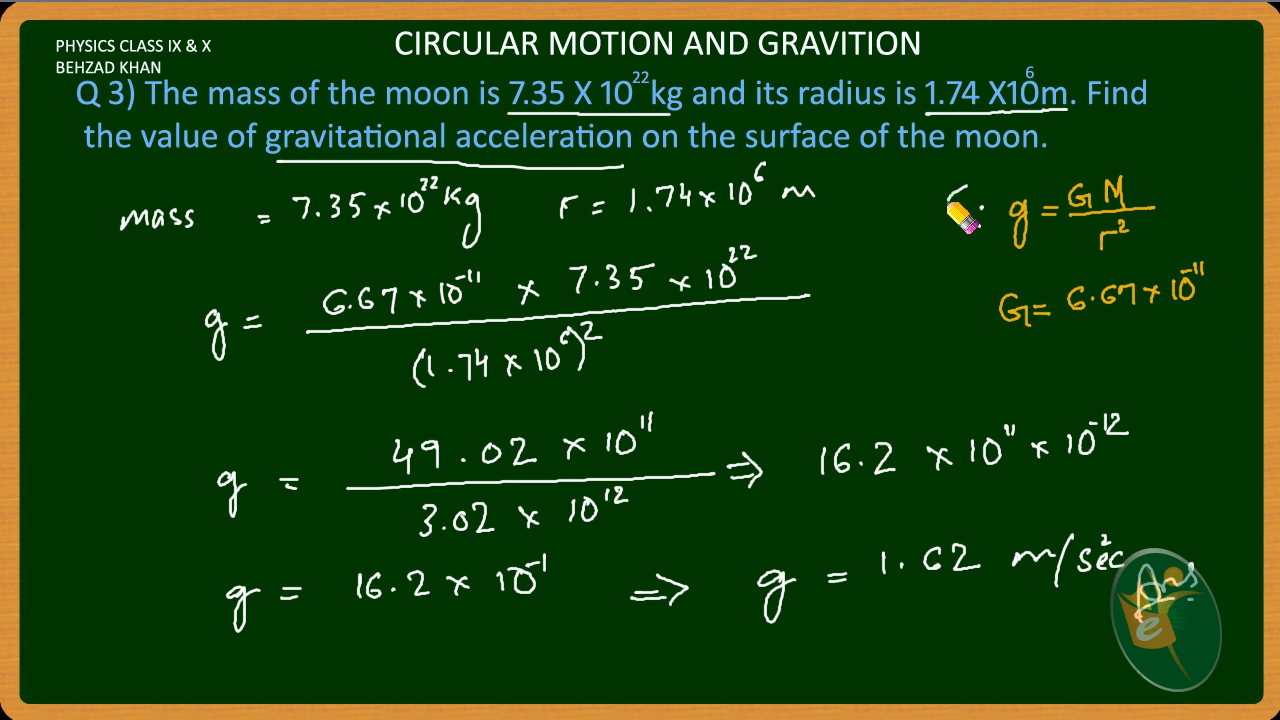 PHYSICS CLASS IX & X
BEHZAD KHAN
CIRCULAR MOTION AND GRAVITION
Q 3) The mass of the moon is 7.35 X 10²²kg and its radius is 1.74 X10⁶m. Find
the value of gravitational acceleration on the surface of the moon.
mass = 7.35 × 10²² Kg r = 1.74 × 10⁶ m
g = GM / r²
G = 6.67 × 10⁻¹¹
g = 6.67 × 10⁻¹¹ × 7.35 × 10²² / (1.74 × 10⁶)²
g = 49.02 × 10¹¹ / 3.02 × 10¹² ⇒ 16.2 × 10¹¹ × 10⁻¹²
g = 16.2 × 10⁻¹ ⇒ g = 1.62 m/sec² Ans
e